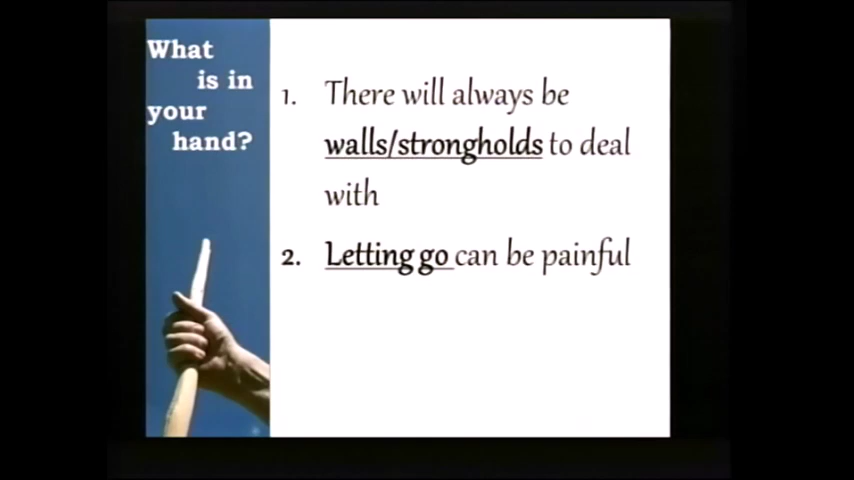 What
is in
your
hand?
1. There will always be
walls/strongholds to deal
with
2. Letting go can be painful